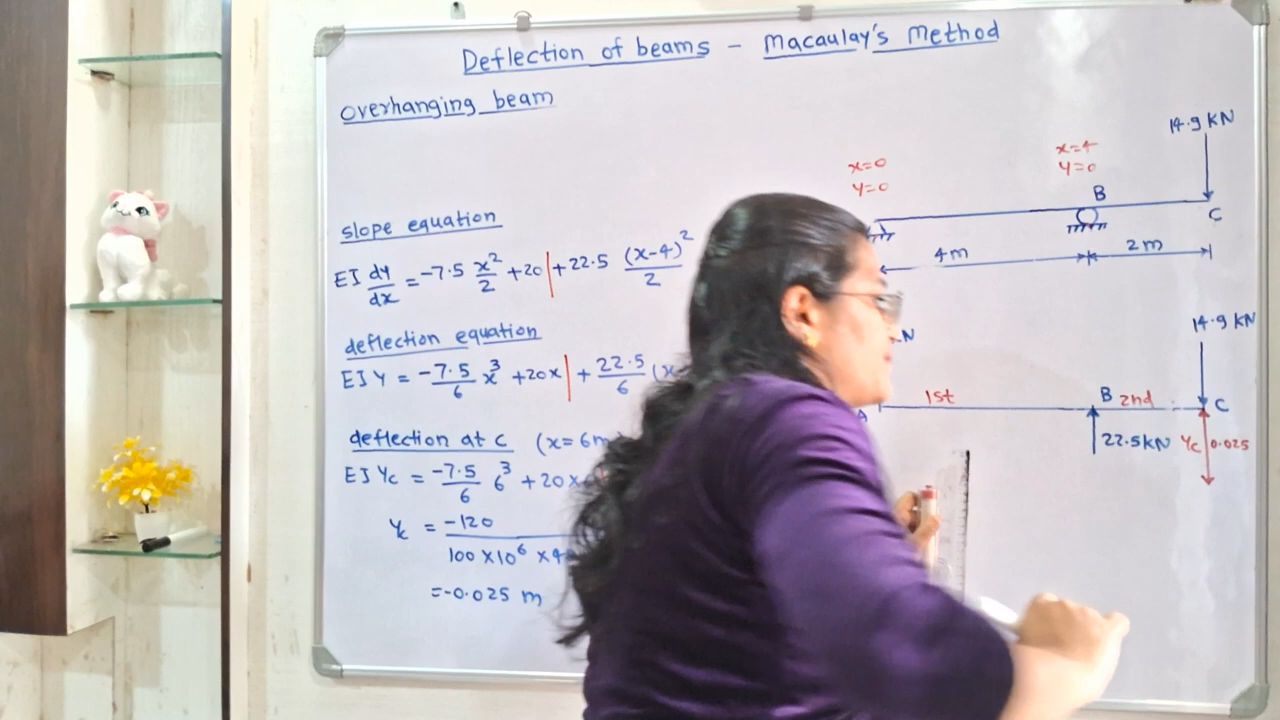 Deflection of beams - Macaulay's Method
overhanging beam
slope equation
EI dy/dx = -7.5 x²/2 + 20 | + 22.5 (x-4)²/2
deflection equation
EI Y = -7.5/6 x³ + 20x | + 22.5/6 (x
deflection at c (x=6m
EI Yc = -7.5/6 6³ + 20x
Yc = -120 / 100 x 10⁶ x 4
= -0.025 m
14.9 KN
x=0
y=0
x=4
y=0
B
C
4m
2m
14.9 KN
N
A
1st
B
2nd
C
22.5KN
Yc
0.025